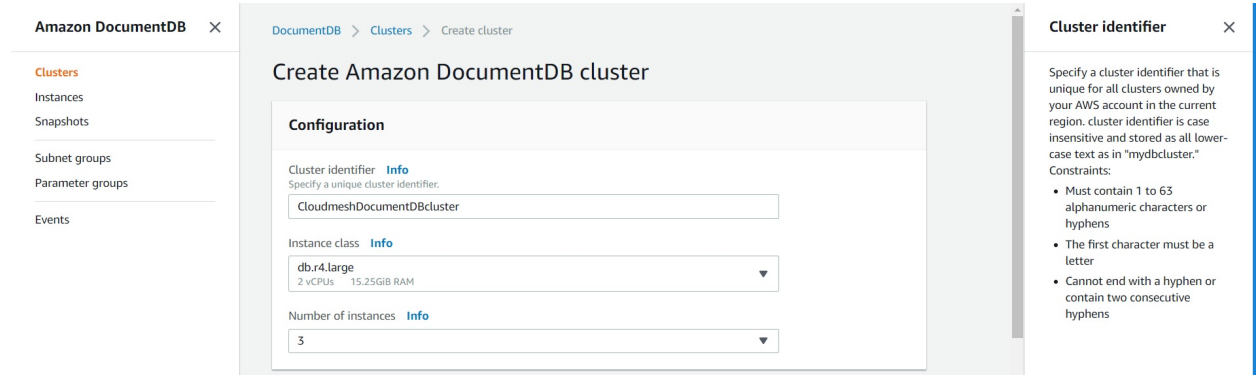 Amazon DocumentDB
Clusters
Instances
Snapshots
Subnet groups
Parameter groups
Events
DocumentDB > Clusters > Create cluster
Create Amazon DocumentDB cluster
Configuration
Cluster identifier Info
Specify a unique cluster identifier.
CloudmeshDocumentDBcluster
Instance class Info
db.r4.large
2 vCPUs 15.25GiB RAM
Number of instances Info
3
Cluster identifier
Specify a cluster identifier that is
unique for all clusters owned by
your AWS account in the current
region. cluster identifier is case
insensitive and stored as all lower-
case text as in "mydbcluster."
Constraints:
• Must contain 1 to 63
alphanumeric characters or
hyphens
• The first character must be a
letter
• Cannot end with a hyphen or
contain two consecutive
hyphens